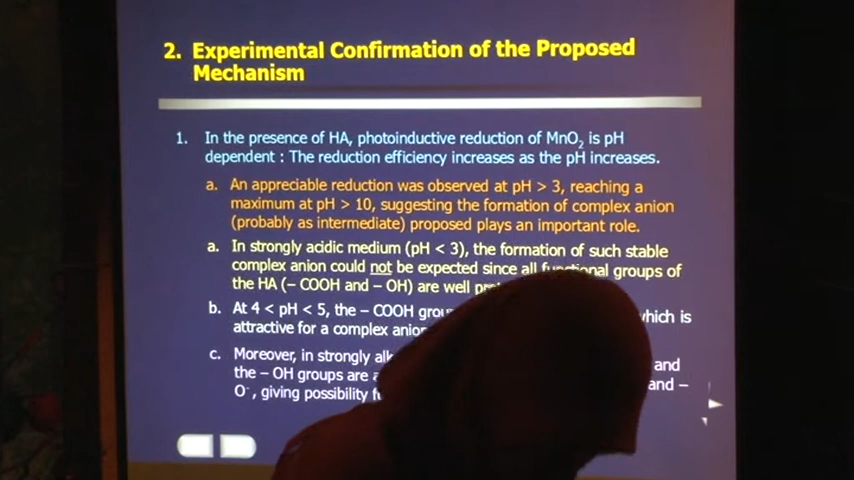 2. Experimental Confirmation of the Proposed
Mechanism
1. In the presence of HA, photoinductive reduction of MnO₂ is pH
dependent : The reduction efficiency increases as the pH increases.
a. An appreciable reduction was observed at pH > 3, reaching a
maximum at pH > 10, suggesting the formation of complex anion
(probably as intermediate) proposed plays an important role.
a. In strongly acidic medium (pH < 3), the formation of such stable
complex anion could not be expected since all functional groups of
the HA (– COOH and – OH) are well
b. At 4 < pH < 5, the – COOH which is
attractive for a complex
c. Moreover, in strongly and
the – OH groups are and –
O⁻, giving possibility